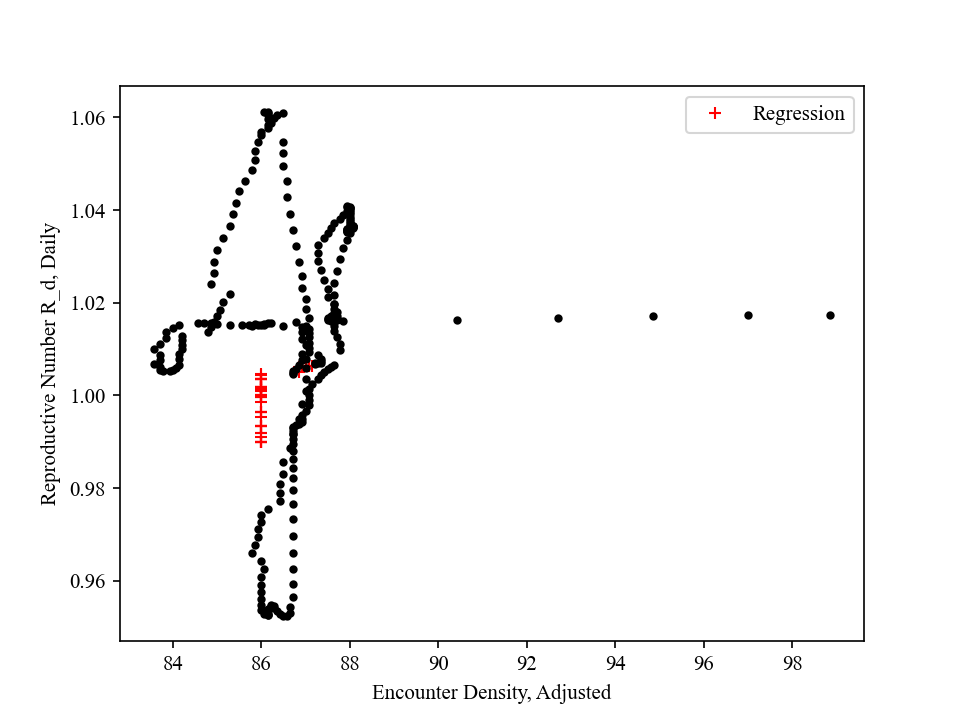 Regression
1.06
1.04
1.02
1.00
0.98
0.96
Reproductive Number R_d, Daily
84 86 88 90 92 94 96 98
Encounter Density, Adjusted